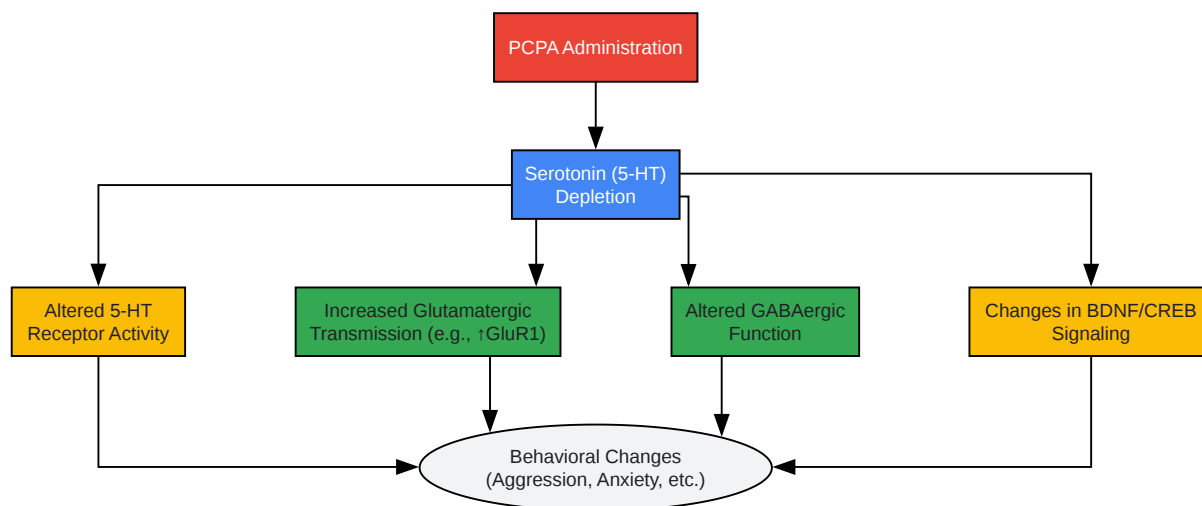 PCPA Administration
Serotonin (5-HT)
Depletion
Altered 5-HT
Receptor Activity
Increased Glutamatergic
Transmission (e.g., ↑GluR1)
Altered GABAergic
Function
Changes in BDNF/CREB
Signaling
Behavioral Changes
(Aggression, Anxiety, etc.)